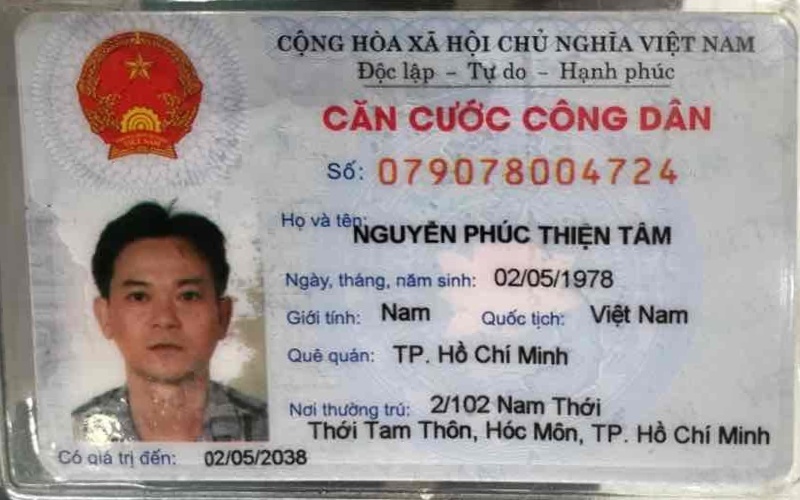 CỘNG HÒA XÃ HỘI CHỦ NGHĨA VIỆT NAM
Độc lập – Tự do – Hạnh phúc
CĂN CƯỚC CÔNG DÂN
Số: 079078004724
Họ và tên: NGUYỄN PHÚC THIỆN TÂM
Ngày, tháng, năm sinh: 02/05/1978
Giới tính: Nam Quốc tịch: Việt Nam
Quê quán: TP. Hồ Chí Minh
Nơi thường trú: 2/102 Nam Thới
Thới Tam Thôn, Hóc Môn, TP. Hồ Chí Minh
Có giá trị đến: 02/05/2038